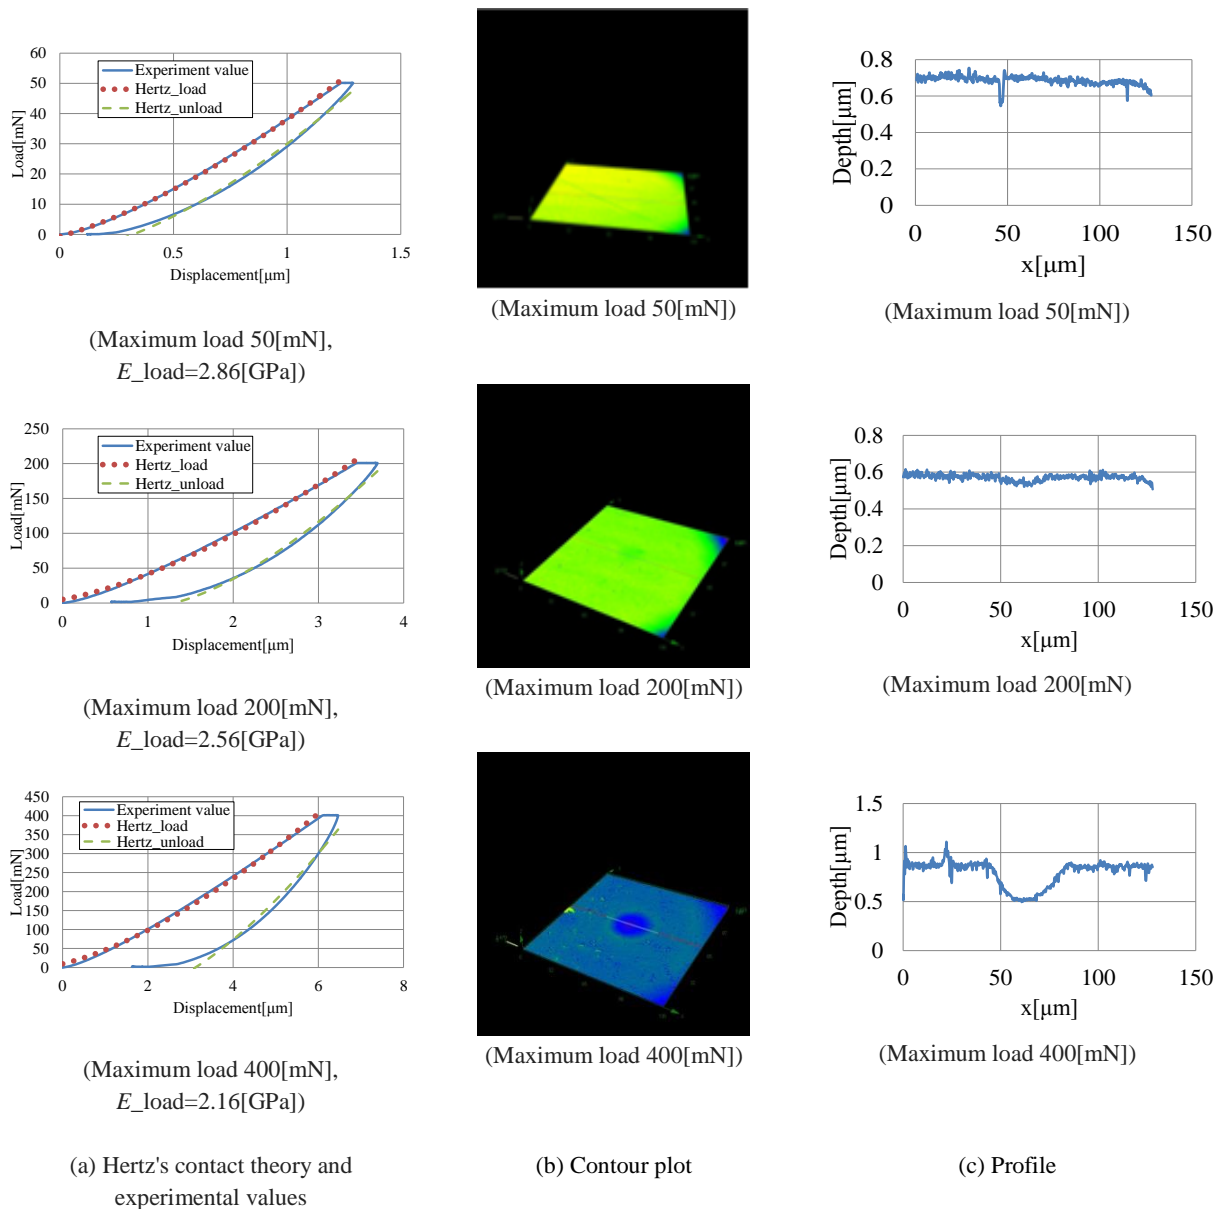 60
50
40
30
20
10
0
Load[mN]
Experiment value
Hertz_load
Hertz_unload
0 0.5 1 1.5
Displacement[μm]
(Maximum load 50[mN],
E_load=2.86[GPa])
(Maximum load 50[mN])
0.8
0.6
0.4
0.2
0
Depth[μm]
0 50 100 150
x[μm]
(Maximum load 50[mN])
250
200
150
100
50
0
Load[mN]
Experiment value
Hertz_load
Hertz_unload
0 1 2 3 4
Displacement[μm]
(Maximum load 200[mN],
E_load=2.56[GPa])
(Maximum load 200[mN])
0.8
0.6
0.4
0.2
0
Depth[μm]
0 50 100 150
x[μm]
(Maximum load 200[mN)
450
400
350
300
250
200
150
100
50
0
Load[mN]
Experiment value
Hertz_load
Hertz_unload
0 2 4 6 8
Displacement[μm]
(Maximum load 400[mN],
E_load=2.16[GPa])
(Maximum load 400[mN])
1.5
1
0.5
0
Depth[μm]
0 50 100 150
x[μm]
(Maximum load 400[mN])
(a) Hertz's contact theory and
experimental values
(b) Contour plot
(c) Profile